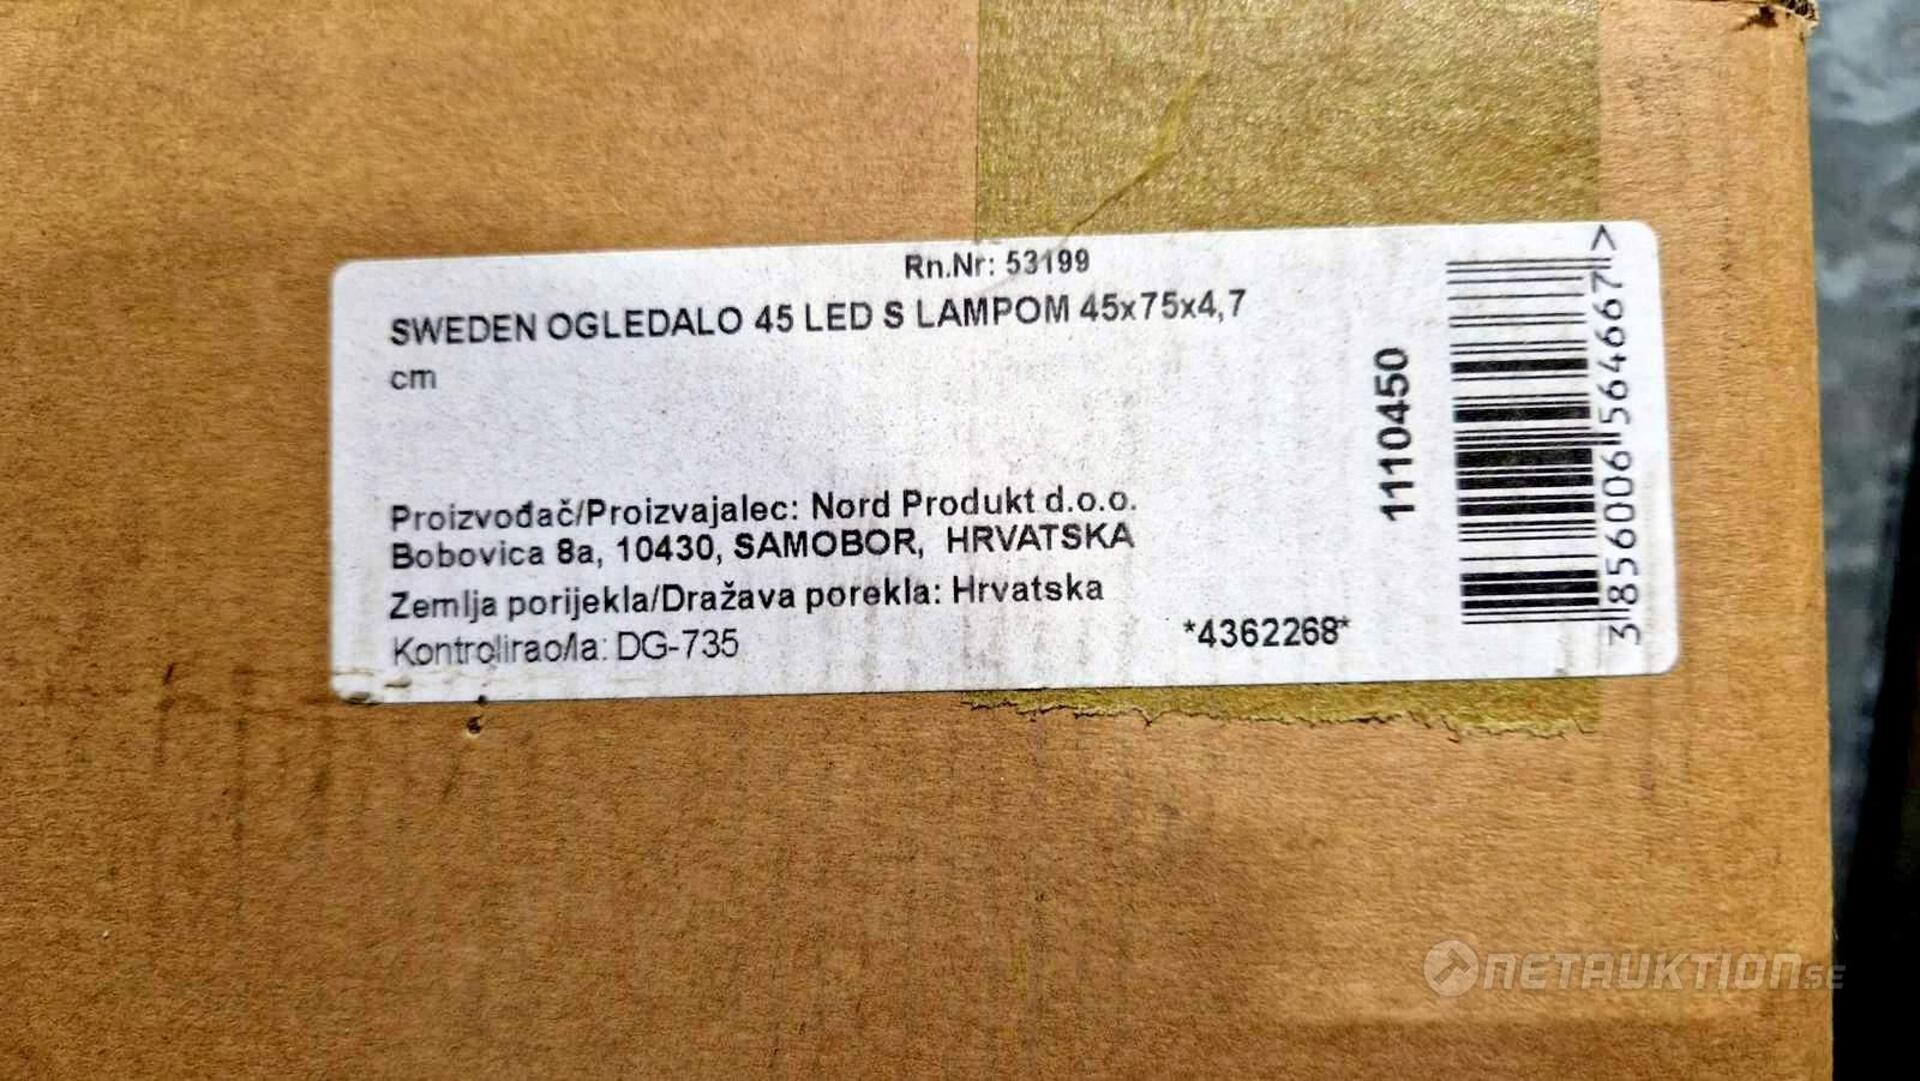 Rn.Nr: 53199
SWEDEN OGLEDALO 45 LED S LAMPOM 45x75x4,7
cm
Proizvođač/Proizvajalec: Nord Produkt d.o.o.
Bobovica 8a, 10430, SAMOBOR, HRVATSKA
Zemlja porijekla/Dražava porekla: Hrvatska
Kontrolirao/la: DG-735
*4362268*
1110450
3856006564667>
NETAUKTION.SE